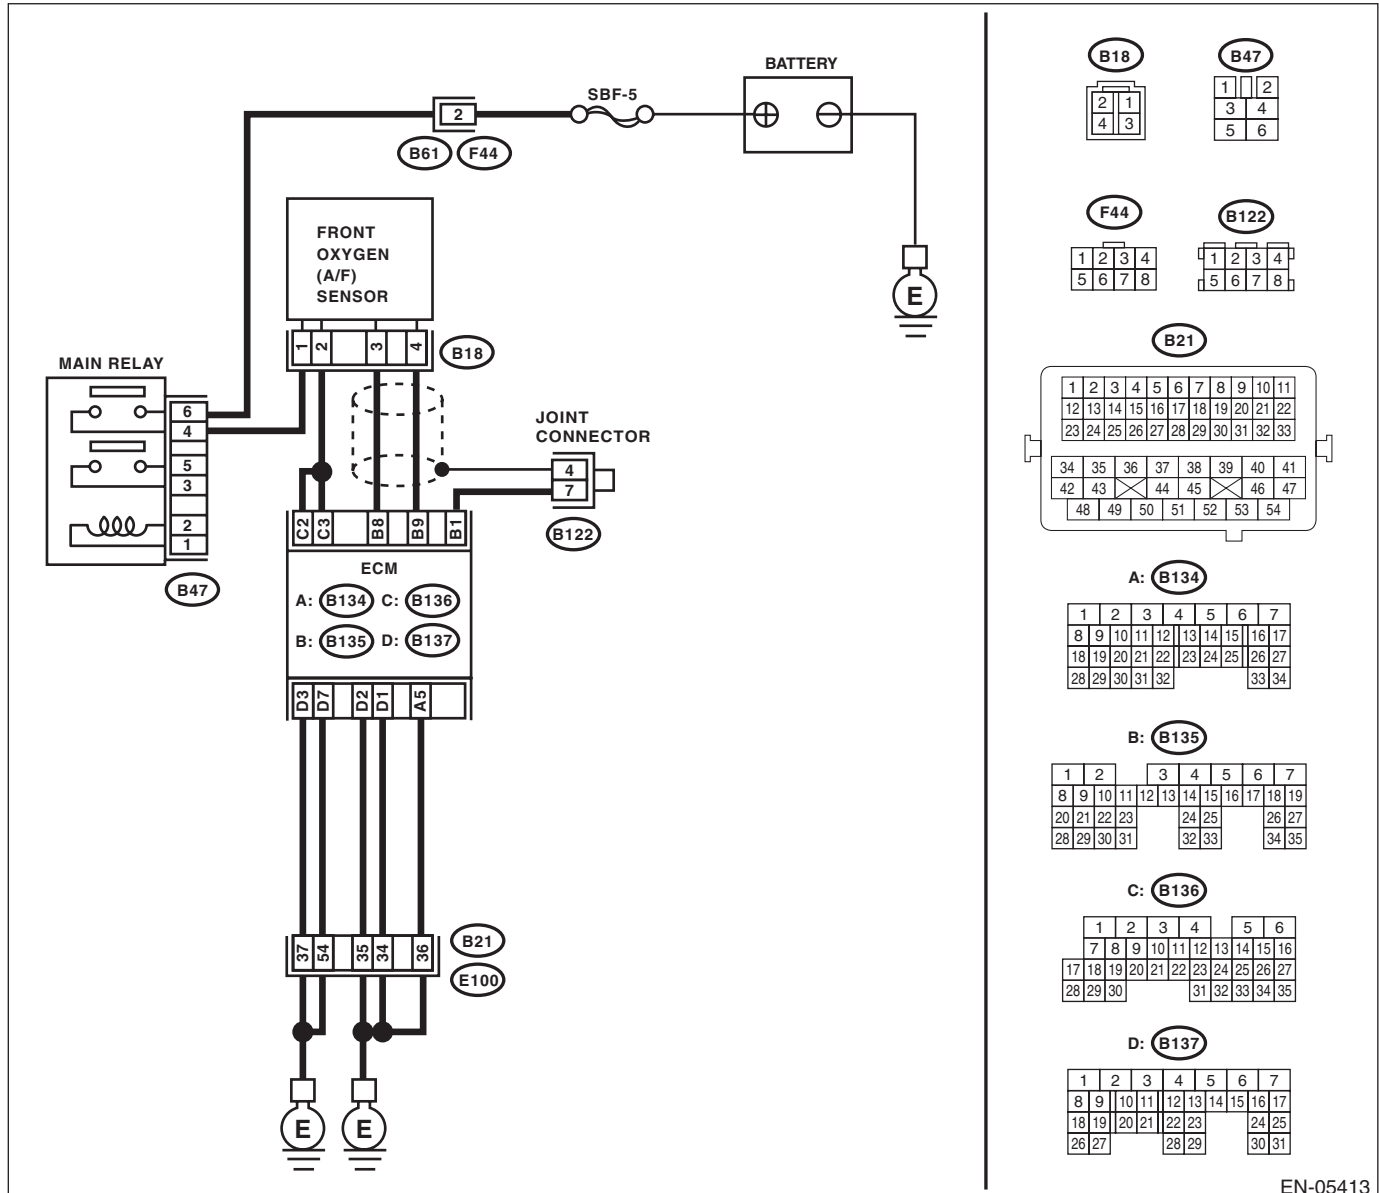 BATTERY
SBF-5
2
B61 F44
E
FRONT
OXYGEN
(A/F)
SENSOR
1 2 3 4
B18
MAIN RELAY
6
4
5
3
2
1
B47
JOINT
CONNECTOR
4
7
B122
C2 C3 B8 B9 B1
ECM
A: B134 C: B136
B: B135 D: B137
D3 D7 D2 D1 A5
37 54 35 34 36
B21
E100
E E
B18
2 1
4 3
B47
1 2
3 4
5 6
F44
1 2 3 4
5 6 7 8
B122
1 2 3 4
5 6 7 8
B21
1 2 3 4 5 6 7 8 9 10 11
12 13 14 15 16 17 18 19 20 21 22
23 24 25 26 27 28 29 30 31 32 33
34 35 36 37 38 39 40 41
42 43 44 45 46 47
48 49 50 51 52 53 54
A: B134
1 2 3 4 5 6 7
8 9 10 11 12 13 14 15 16 17
18 19 20 21 22 23 24 25 26 27
28 29 30 31 32 33 34
B: B135
1 2 3 4 5 6 7
8 9 10 11 12 13 14 15 16 17 18 19
20 21 22 23 24 25 26 27
28 29 30 31 32 33 34 35
C: B136
1 2 3 4 5 6
7 8 9 10 11 12 13 14 15 16
17 18 19 20 21 22 23 24 25 26 27
28 29 30 31 32 33 34 35
D: B137
1 2 3 4 5 6 7
8 9 10 11 12 13 14 15 16 17
18 19 20 21 22 23 24 25
26 27 28 29 30 31
EN-05413